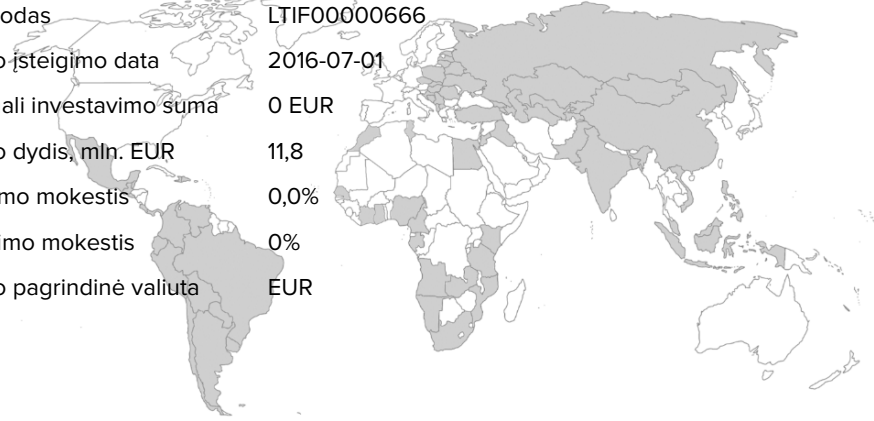 odas LTIF00000666
o įsteigimo data 2016-07-01
ali investavimo suma 0 EUR
o dydis, mln. EUR 11,8
mo mokestis 0,0%
imo mokestis 0%
o pagrindinė valiuta EUR